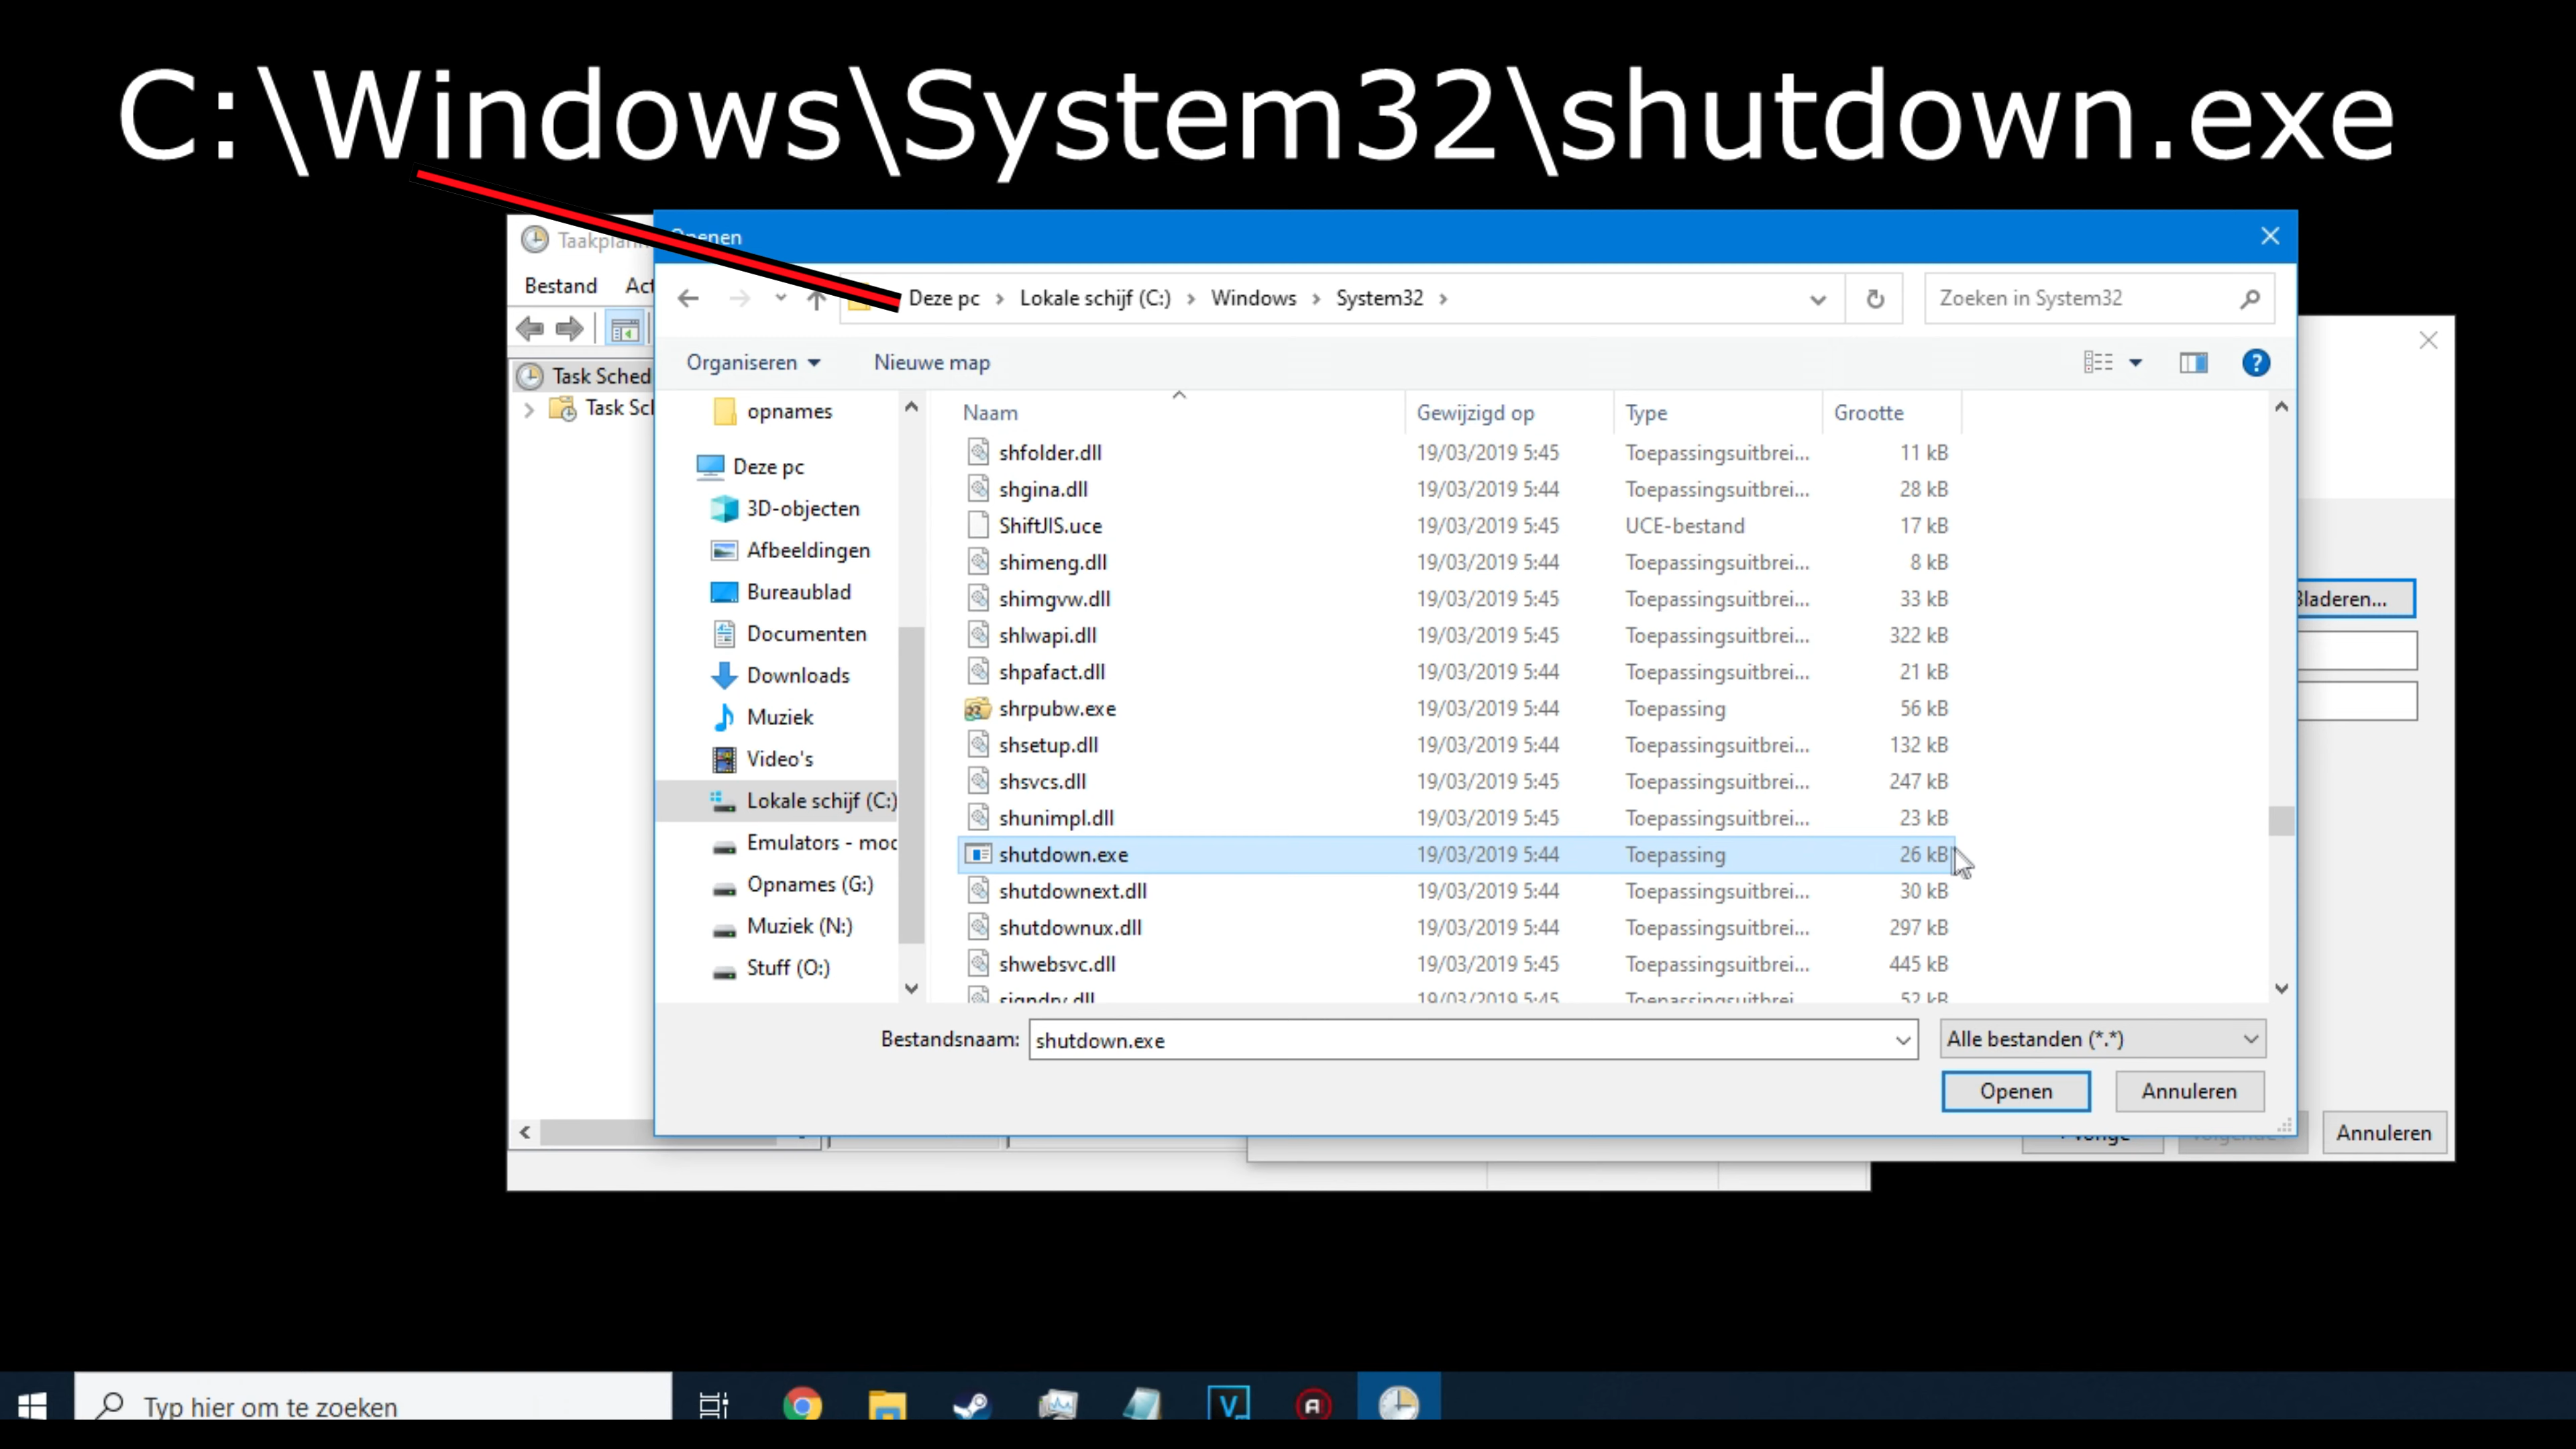 C:\Windows\System32\shutdown.exe
Openen
Bestand
Deze pc > Lokale schijf (C:) > Windows > System32 >
Zoeken in System32
Organiseren
Nieuwe map
Task Sched
Task Scl
opnames
Deze pc
3D-objecten
Afbeeldingen
Bureaublad
Documenten
Downloads
Muziek
Video's
Lokale schijf (C:)
Emulators - mod
Opnames (G:)
Muziek (N:)
Stuff (O:)
Naam Gewijzigd op Type Grootte
shfolder.dll 19/03/2019 5:45 Toepassingsuitbrei... 11 kB
shgina.dll 19/03/2019 5:44 Toepassingsuitbrei... 28 kB
ShiftJIS.uce 19/03/2019 5:45 UCE-bestand 17 kB
shimeng.dll 19/03/2019 5:44 Toepassingsuitbrei... 8 kB
shimgvw.dll 19/03/2019 5:45 Toepassingsuitbrei... 33 kB
shlwapi.dll 19/03/2019 5:45 Toepassingsuitbrei... 322 kB
shpafact.dll 19/03/2019 5:44 Toepassingsuitbrei... 21 kB
shrpubw.exe 19/03/2019 5:44 Toepassing 56 kB
shsetup.dll 19/03/2019 5:44 Toepassingsuitbrei... 132 kB
shsvcs.dll 19/03/2019 5:45 Toepassingsuitbrei... 247 kB
shunimpl.dll 19/03/2019 5:45 Toepassingsuitbrei... 23 kB
shutdown.exe 19/03/2019 5:44 Toepassing 26 kB
shutdownext.dll 19/03/2019 5:44 Toepassingsuitbrei... 30 kB
shutdownux.dll 19/03/2019 5:44 Toepassingsuitbrei... 297 kB
shwebsvc.dll 19/03/2019 5:45 Toepassingsuitbrei... 445 kB
19/03/2019 5:45 52 kB
Bladeren...
Bestandsnaam: shutdown.exe
Alle bestanden (*.*)
Openen
Annuleren
Annuleren
Typ hier om te zoeken